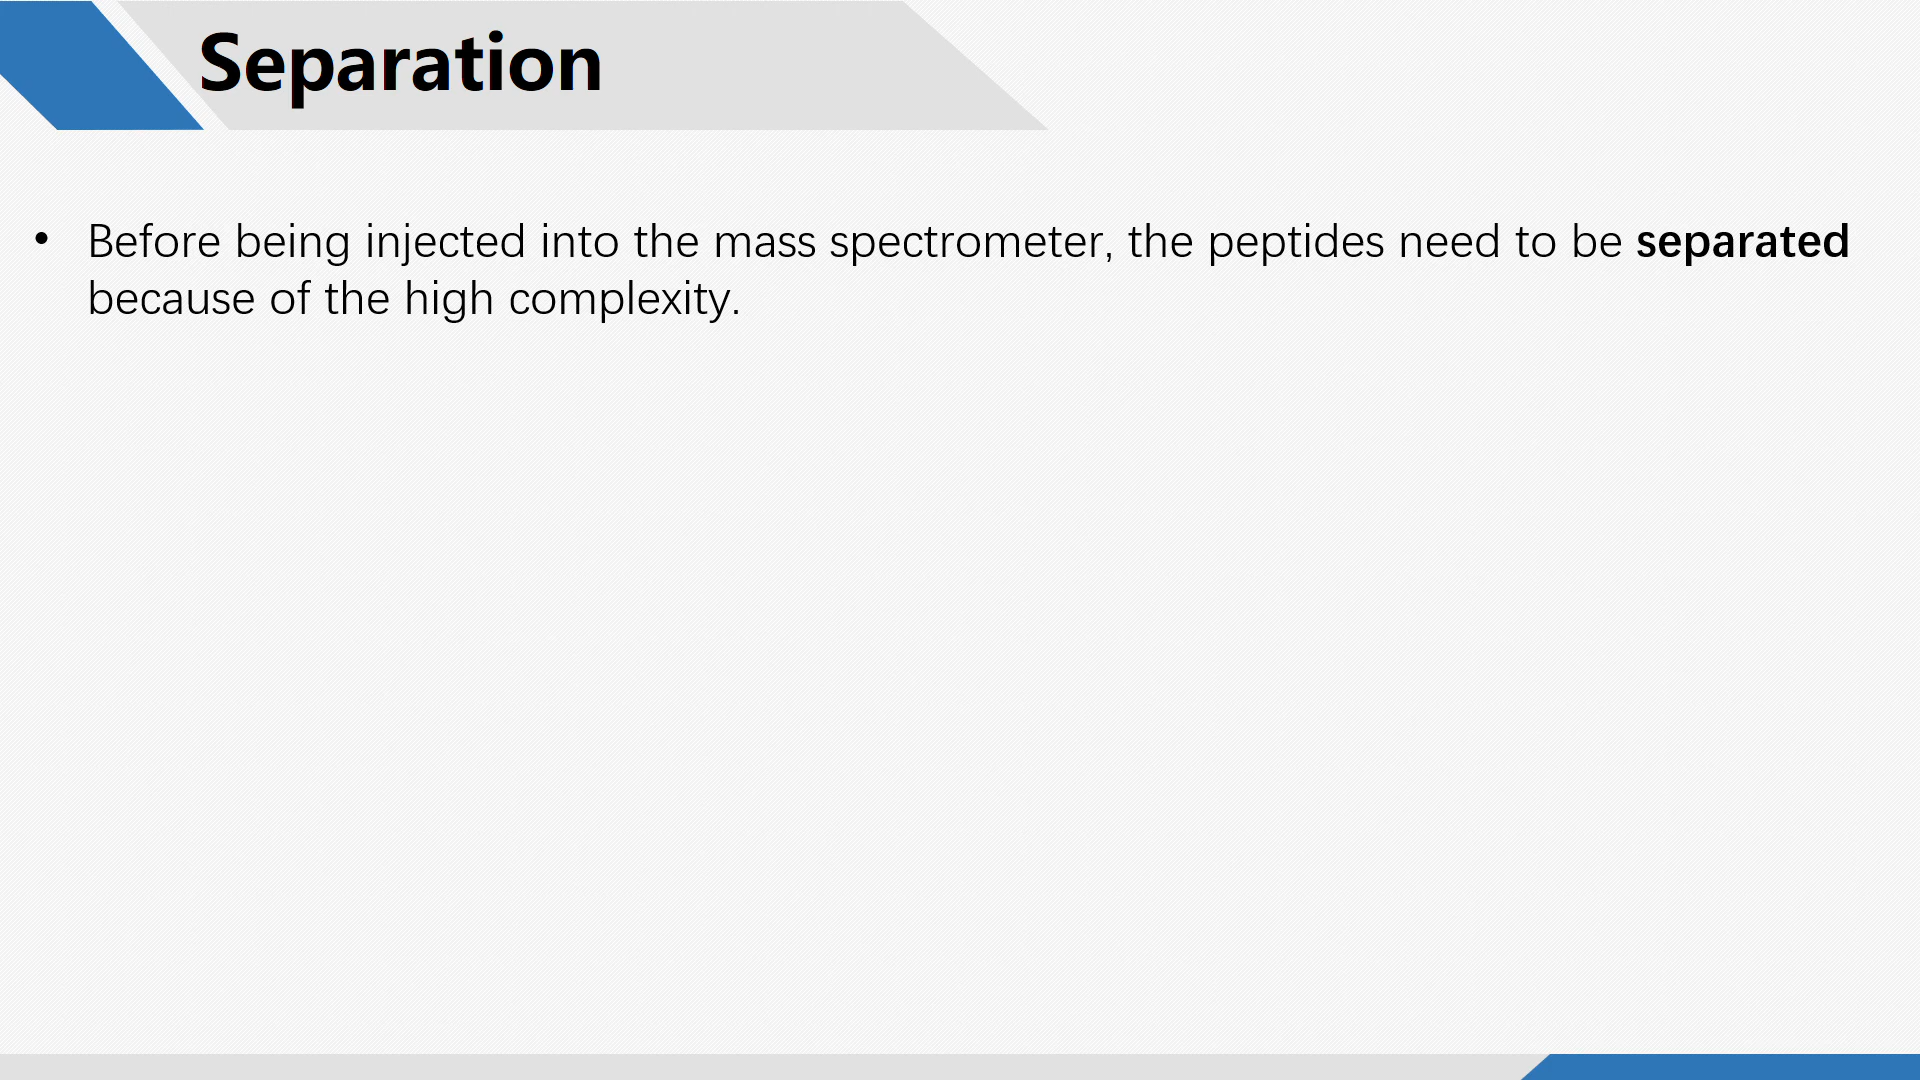 Separation
• Before being injected into the mass spectrometer, the peptides need to be separated
because of the high complexity.